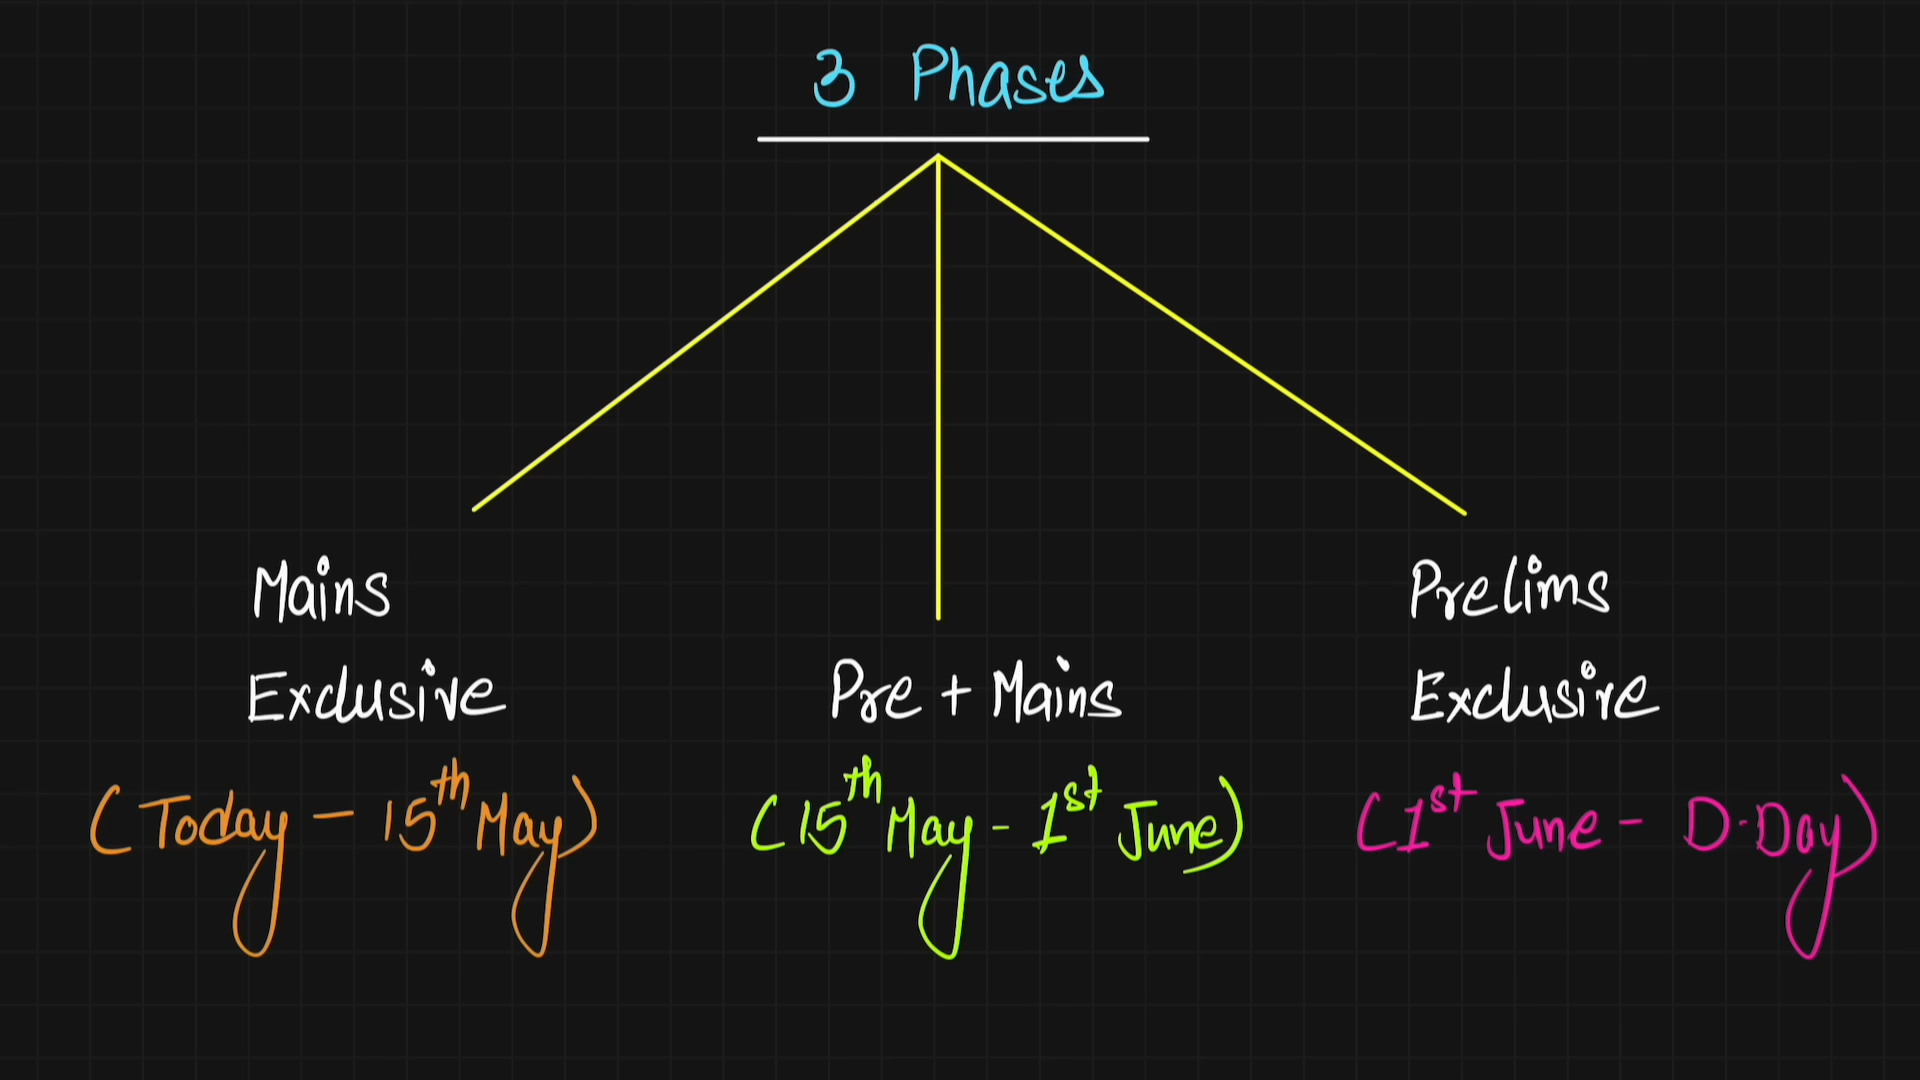 3 Phases
Mains
Exclusive
(Today - 15th May)
Pre + Mains
(15th May - 1st June)
Prelims
Exclusive
(1st June - D-Day)